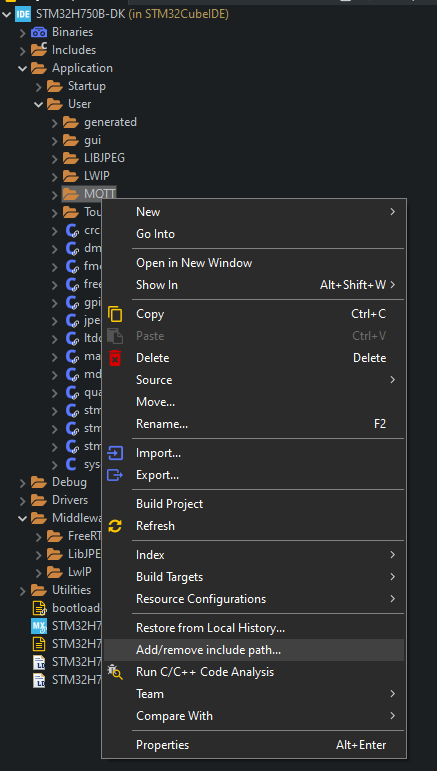 IDE STM32H750B-DK (in STM32CubeIDE)
Binaries
Includes
Application
Startup
User
generated
gui
LIBJPEG
LWIP
MQTT
Tou
crc
dm
fmc
free
gpi
jpe
ltdc
ma
md
qua
stm
stm
stm
sys
Debug
Drivers
Middlewa
FreeRT
LibJPE
LwIP
Utilities
bootload
MX STM32H7
STM32H7
STM32H7
STM32H7
New
Go Into
Open in New Window
Show In Alt+Shift+W
Copy Ctrl+C
Paste Ctrl+V
Delete Delete
Source
Move...
Rename... F2
Import...
Export...
Build Project
Refresh
Index
Build Targets
Resource Configurations
Restore from Local History...
Add/remove include path...
Run C/C++ Code Analysis
Team
Compare With
Properties Alt+Enter